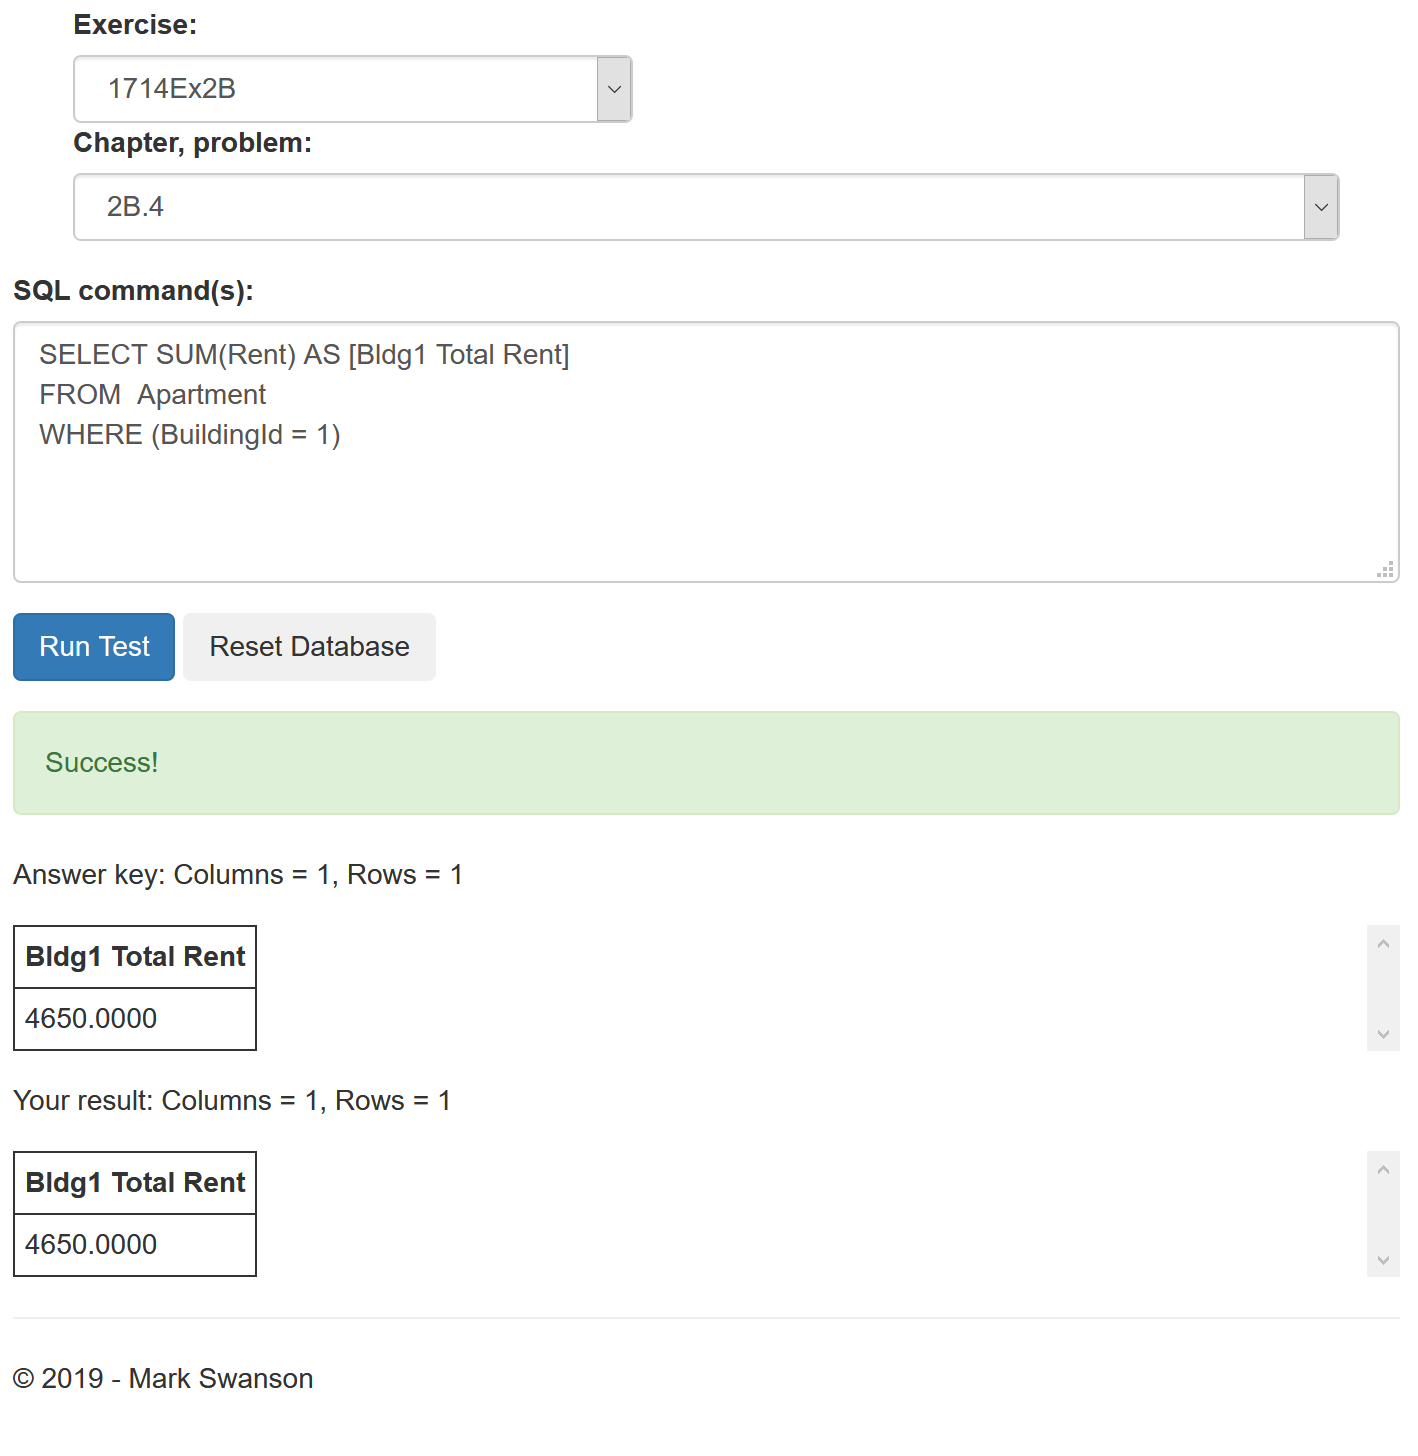 Exercise:
1714Ex2B
Chapter, problem:
2B.4
SQL command(s):
SELECT SUM(Rent) AS [Bldg1 Total Rent]
FROM  Apartment
WHERE (BuildingId = 1)
Run Test Reset Database
Success!
Answer key: Columns = 1, Rows = 1
Bldg1 Total Rent
4650.0000
Your result: Columns = 1, Rows = 1
Bldg1 Total Rent
4650.0000
© 2019 - Mark Swanson